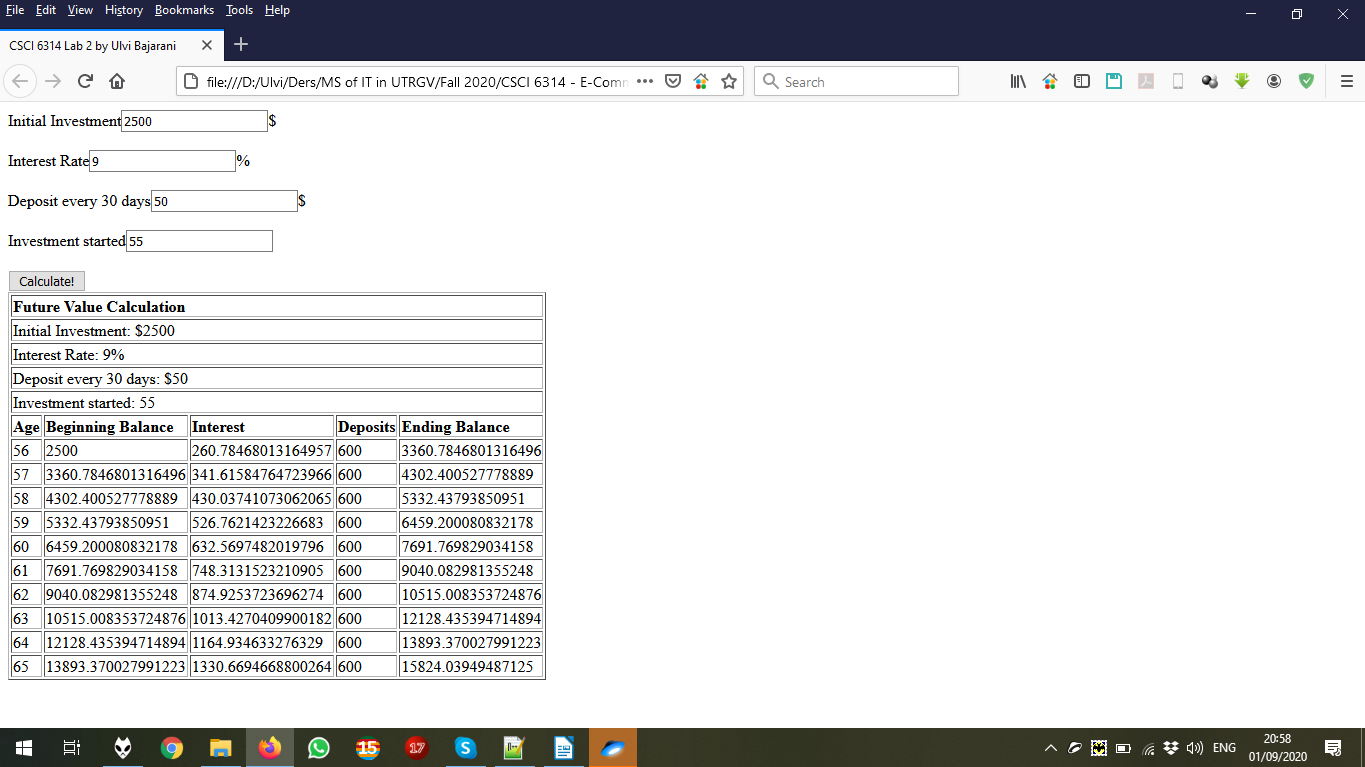 File Edit View History Bookmarks Tools Help
CSCI 6314 Lab 2 by Ulvi Bajarani
file:///D:/Ulvi/Ders/MS of IT in UTRGV/Fall 2020/CSCI 6314 - E-Comm
Search
Initial Investment 2500 $
Interest Rate 9 %
Deposit every 30 days 50 $
Investment started 55
Calculate!
Future Value Calculation
Initial Investment: $2500
Interest Rate: 9%
Deposit every 30 days: $50
Investment started: 55
Age Beginning Balance Interest Deposits Ending Balance
56 2500 260.78468013164957 600 3360.7846801316496
57 3360.7846801316496 341.61584764723966 600 4302.400527778889
58 4302.400527778889 430.03741073062065 600 5332.43793850951
59 5332.43793850951 526.7621423226683 600 6459.200080832178
60 6459.200080832178 632.5697482019796 600 7691.769829034158
61 7691.769829034158 748.3131523210905 600 9040.082981355248
62 9040.082981355248 874.9253723696274 600 10515.008353724876
63 10515.008353724876 1013.4270409900182 600 12128.435394714894
64 12128.435394714894 1164.934633276329 600 13893.370027991223
65 13893.370027991223 1330.6694668800264 600 15824.03949487125
15 17 S ENG 20:58
01/09/2020